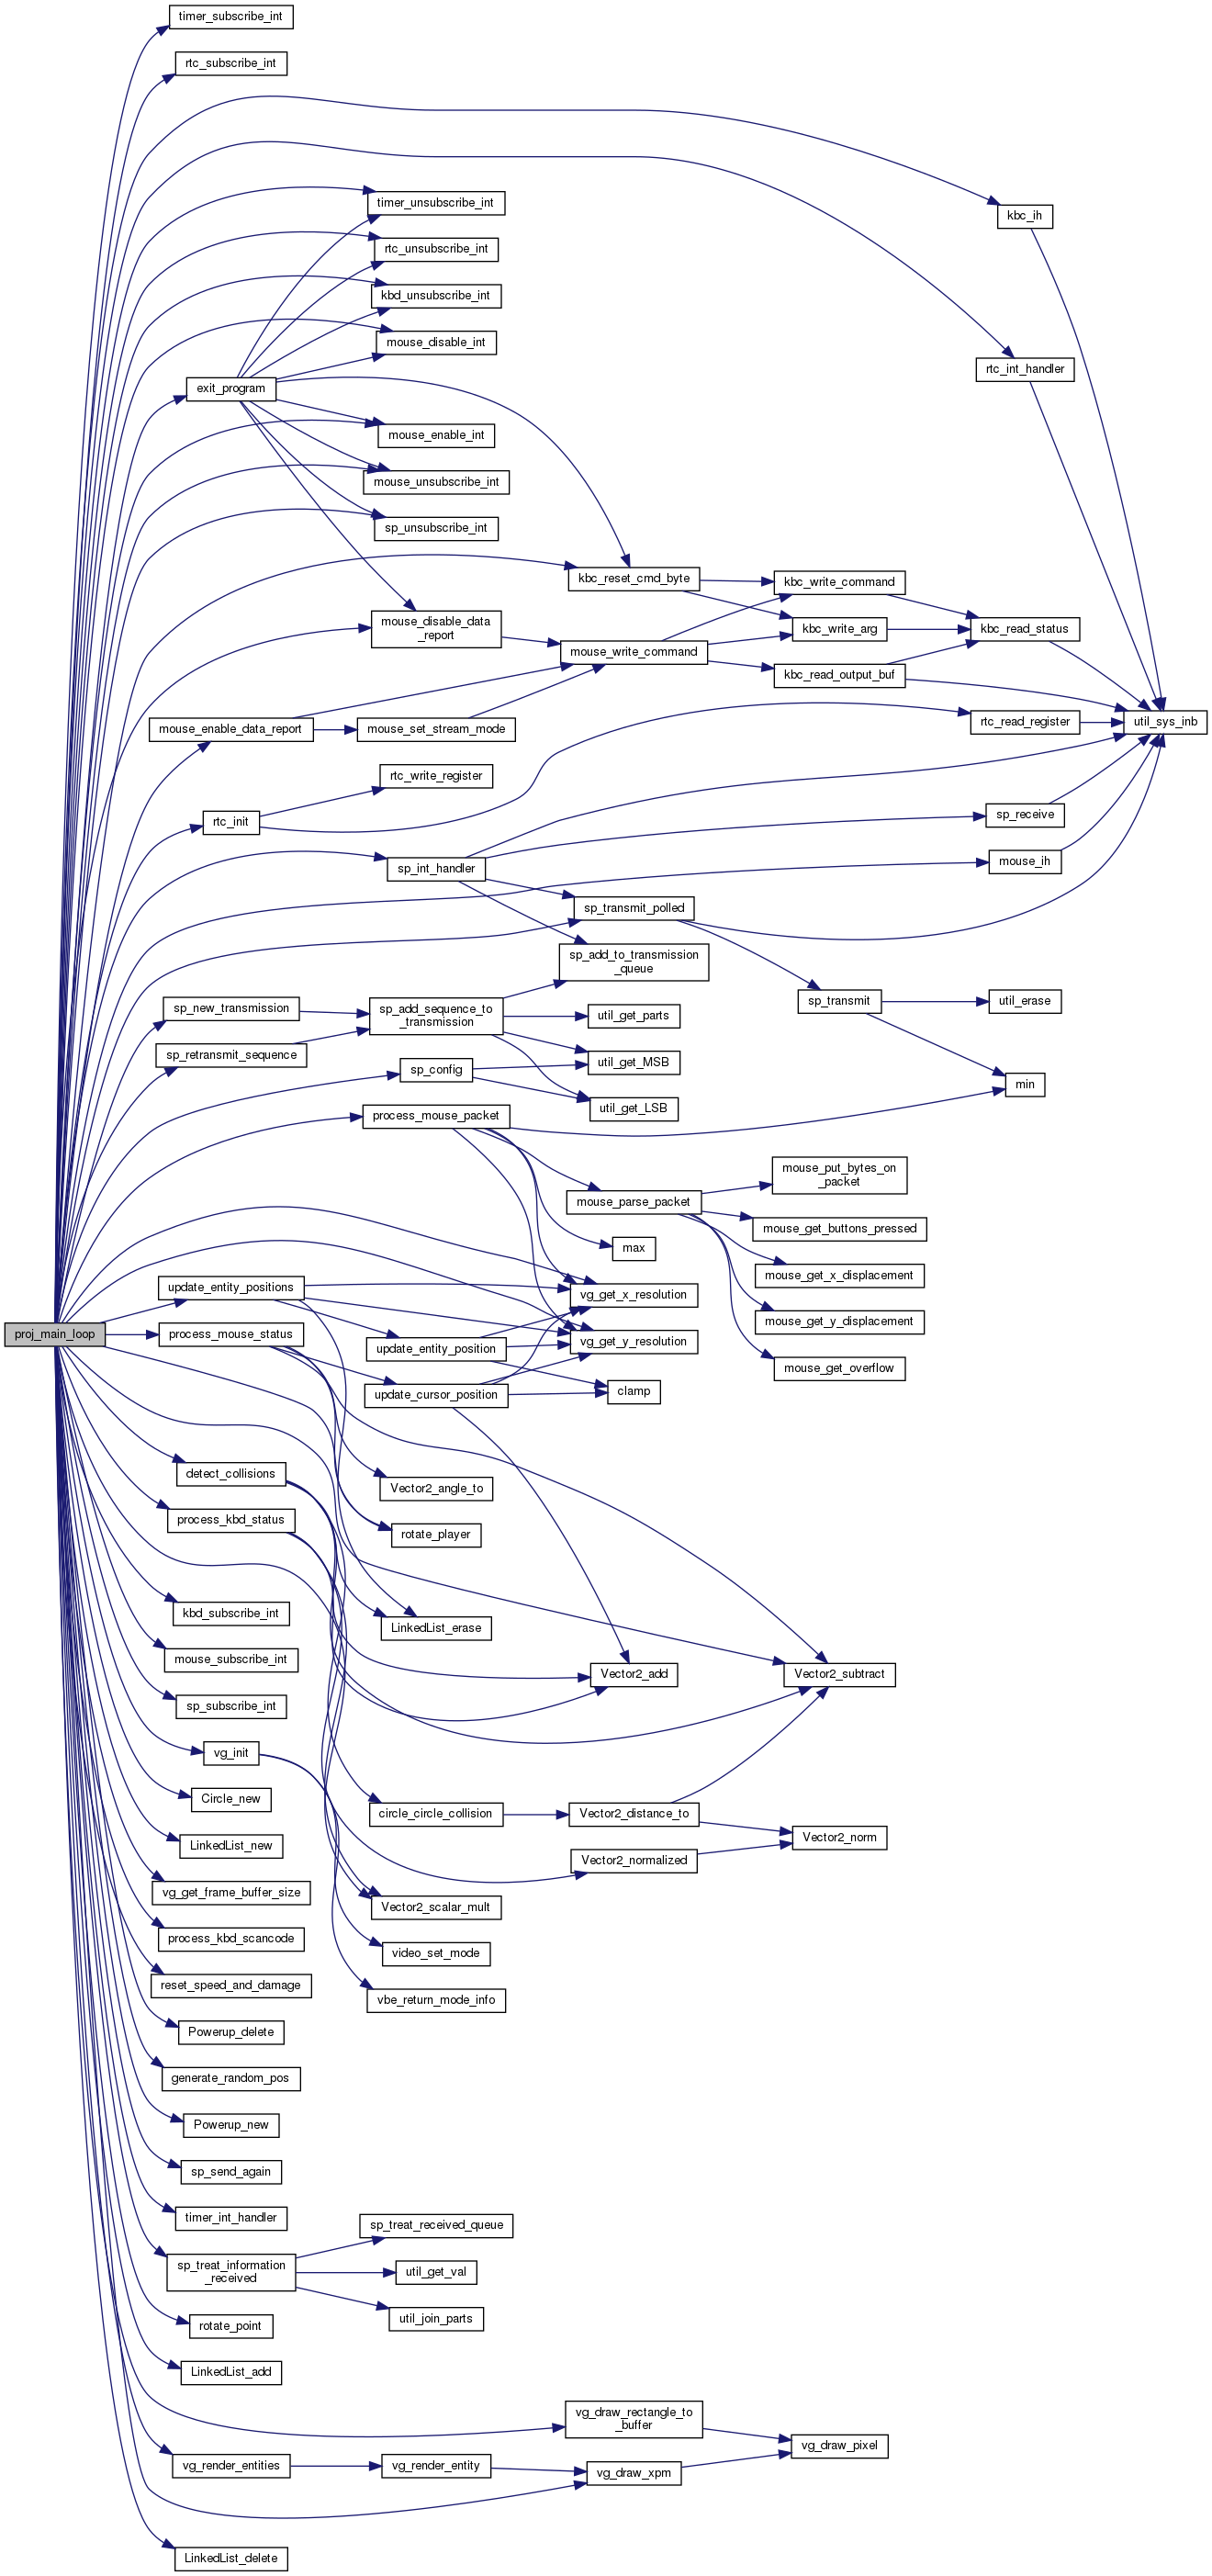 timer_subscribe_int
rtc_subscribe_int
kbc_ih
timer_unsubscribe_int
rtc_unsubscribe_int
kbd_unsubscribe_int
mouse_disable_int
rtc_int_handler
exit_program
mouse_enable_int
mouse_unsubscribe_int
sp_unsubscribe_int
kbc_reset_cmd_byte
kbc_write_command
mouse_disable_data
_report
kbc_write_arg
kbc_read_status
mouse_write_command
kbc_read_output_buf
mouse_enable_data_report
mouse_set_stream_mode
rtc_read_register
util_sys_inb
rtc_write_register
rtc_init
sp_receive
sp_int_handler
mouse_ih
sp_transmit_polled
sp_add_to_transmission
_queue
sp_new_transmission
sp_add_sequence_to
_transmission
util_get_parts
sp_transmit
util_erase
sp_retransmit_sequence
sp_config
util_get_MSB
min
util_get_LSB
process_mouse_packet
mouse_put_bytes_on
_packet
mouse_parse_packet
mouse_get_buttons_pressed
max
mouse_get_x_displacement
update_entity_positions
vg_get_x_resolution
mouse_get_y_displacement
proj_main_loop
process_mouse_status
update_entity_position
vg_get_y_resolution
mouse_get_overflow
update_cursor_position
clamp
detect_collisions
Vector2_angle_to
process_kbd_status
rotate_player
kbd_subscribe_int
LinkedList_erase
mouse_subscribe_int
Vector2_add
Vector2_subtract
sp_subscribe_int
vg_init
Circle_new
circle_circle_collision
Vector2_distance_to
Vector2_norm
LinkedList_new
Vector2_normalized
vg_get_frame_buffer_size
Vector2_scalar_mult
process_kbd_scancode
video_set_mode
reset_speed_and_damage
vbe_return_mode_info
Powerup_delete
generate_random_pos
Powerup_new
sp_send_again
timer_int_handler
sp_treat_received_queue
sp_treat_information
_received
util_get_val
util_join_parts
rotate_point
LinkedList_add
vg_draw_rectangle_to
_buffer
vg_draw_pixel
vg_render_entities
vg_render_entity
vg_draw_xpm
LinkedList_delete